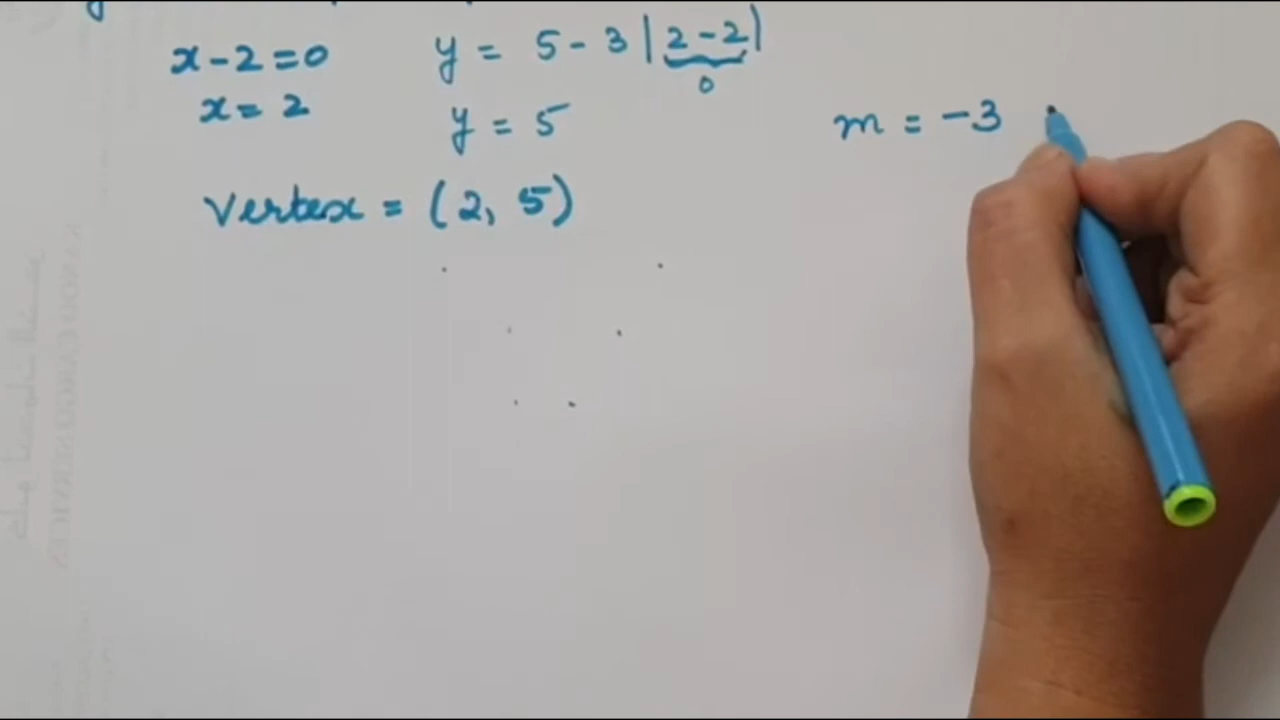 x - 2 = 0
x = 2
y = 5 - 3 |2 - 2|
0
y = 5
Vertex = (2, 5)
m = -3